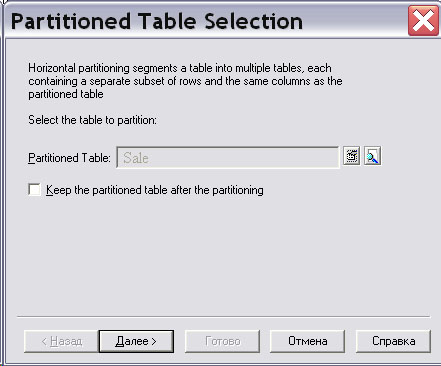 Partitioned Table Selection
Horizontal partitioning segments a table into multiple tables, each
containing a separate subset of rows and the same columns as the
partitioned table
Select the table to partition:
Partitioned Table: Sale
Keep the partitioned table after the partitioning
< Назад Далее > Готово Отмена Справка